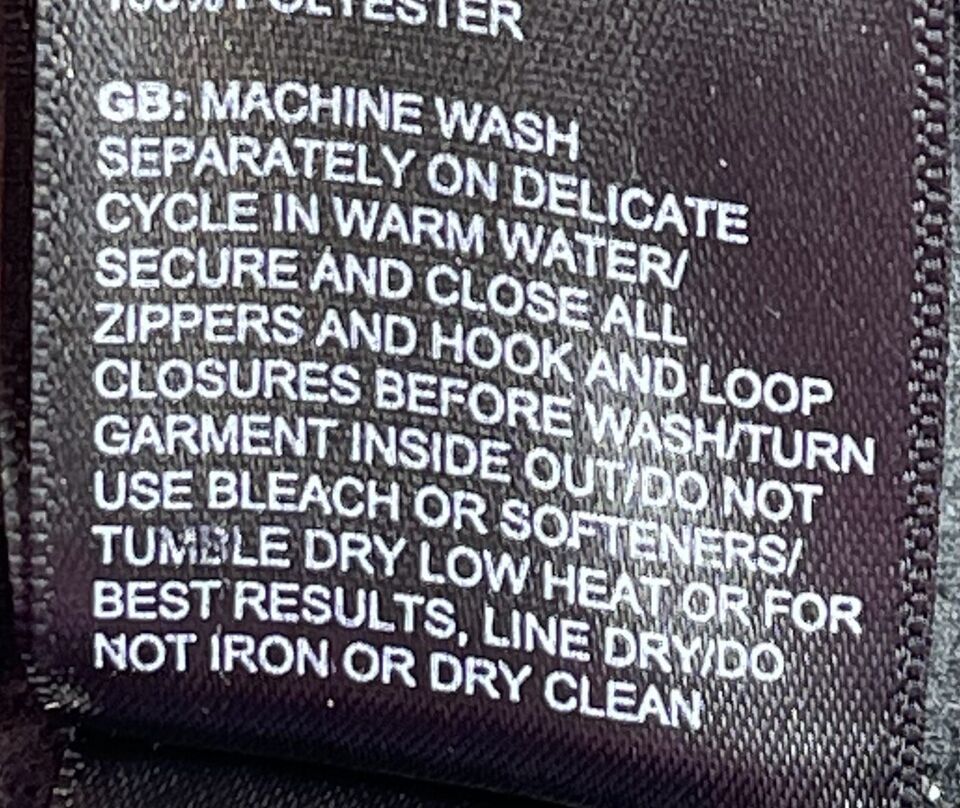 100% POLYESTER
GB: MACHINE WASH
SEPARATELY ON DELICATE
CYCLE IN WARM WATER/
SECURE AND CLOSE ALL
ZIPPERS AND HOOK AND LOOP
CLOSURES BEFORE WASH/TURN
GARMENT INSIDE OUT/DO NOT
USE BLEACH OR SOFTENERS/
TUMBLE DRY LOW HEAT OR FOR
BEST RESULTS, LINE DRY/DO
NOT IRON OR DRY CLEAN